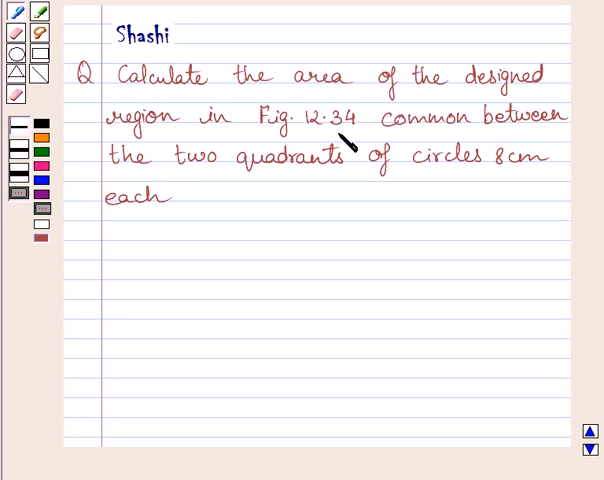 Shashi
Q Calculate the area of the designed
region in Fig. 12.34 common between
the two quadrants of circles 8cm
each